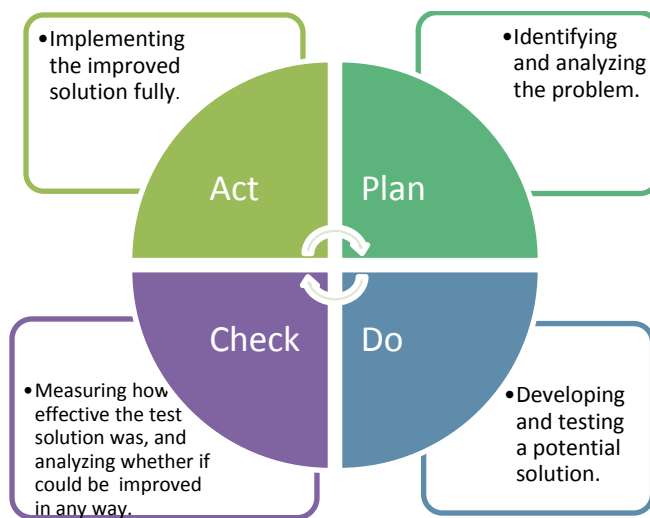 •Implementing
the improved
solution fully.
•Identifying
and analyzing
the problem.
Act
Plan
Check
Do
•Measuring how
effective the test
solution was, and
analyzing whether if
could be  improved
in any way.
•Developing
and testing
a potential
solution.